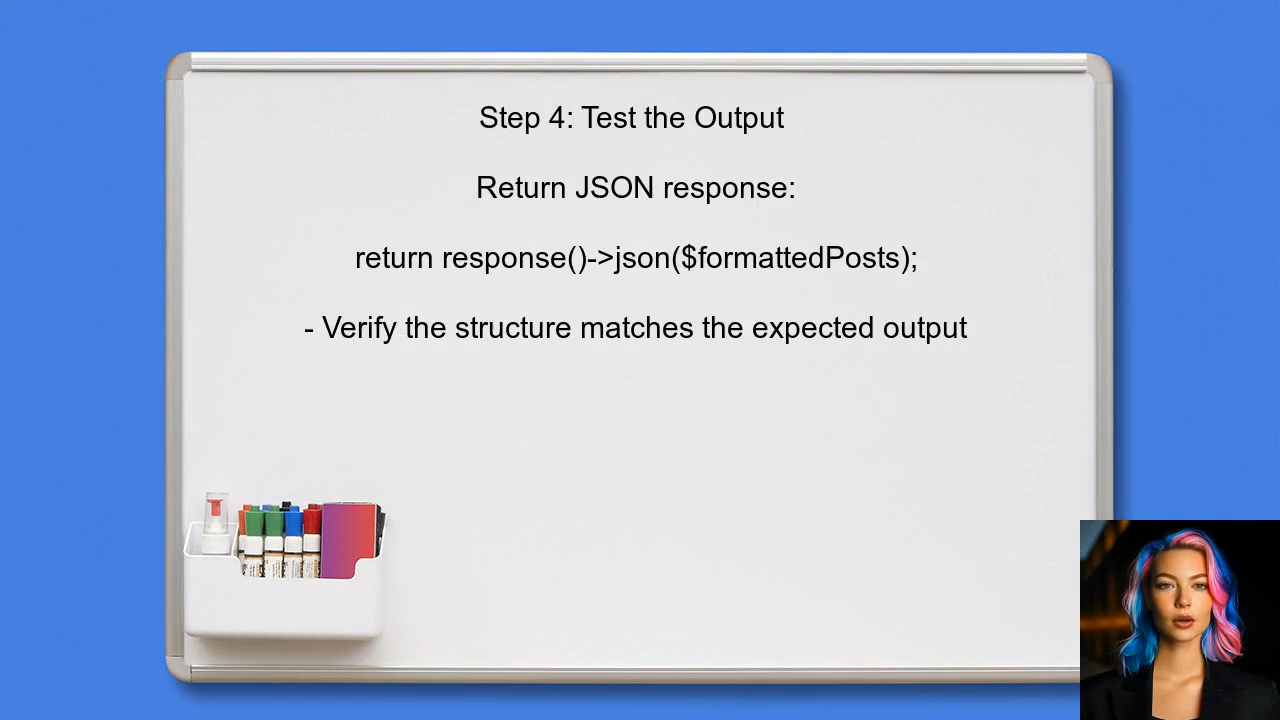 Step 4: Test the Output
Return JSON response:
return response()->json($formattedPosts);
- Verify the structure matches the expected output